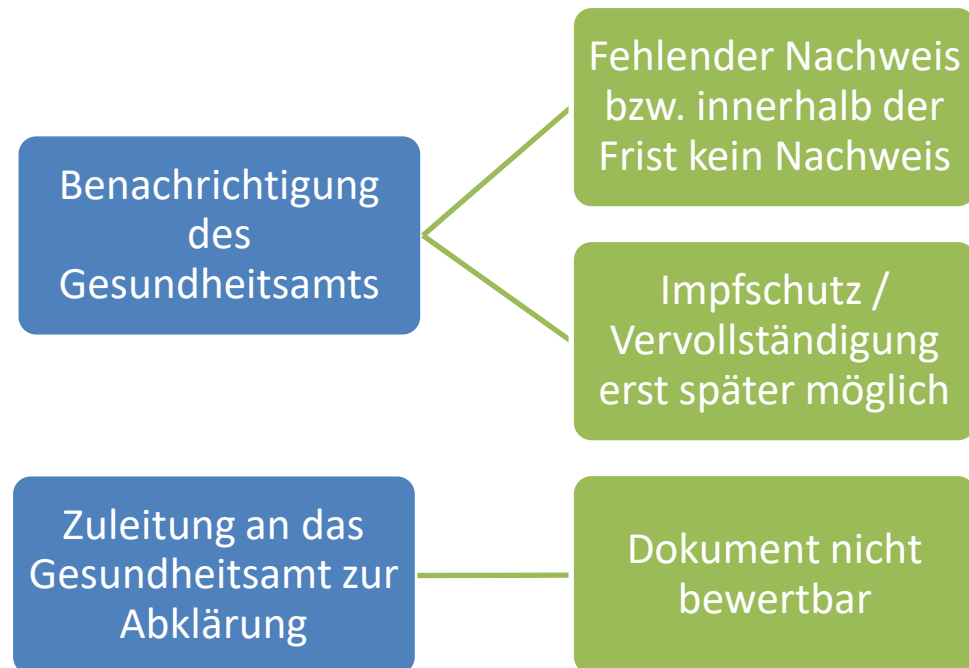 Benachrichtigung
des
Gesundheitsamts
Fehlender Nachweis
bzw. innerhalb der
Frist kein Nachweis
Impfschutz /
Vervollständigung
erst später möglich
Zuleitung an das
Gesundheitsamt zur
Abklärung
Dokument nicht
bewertbar